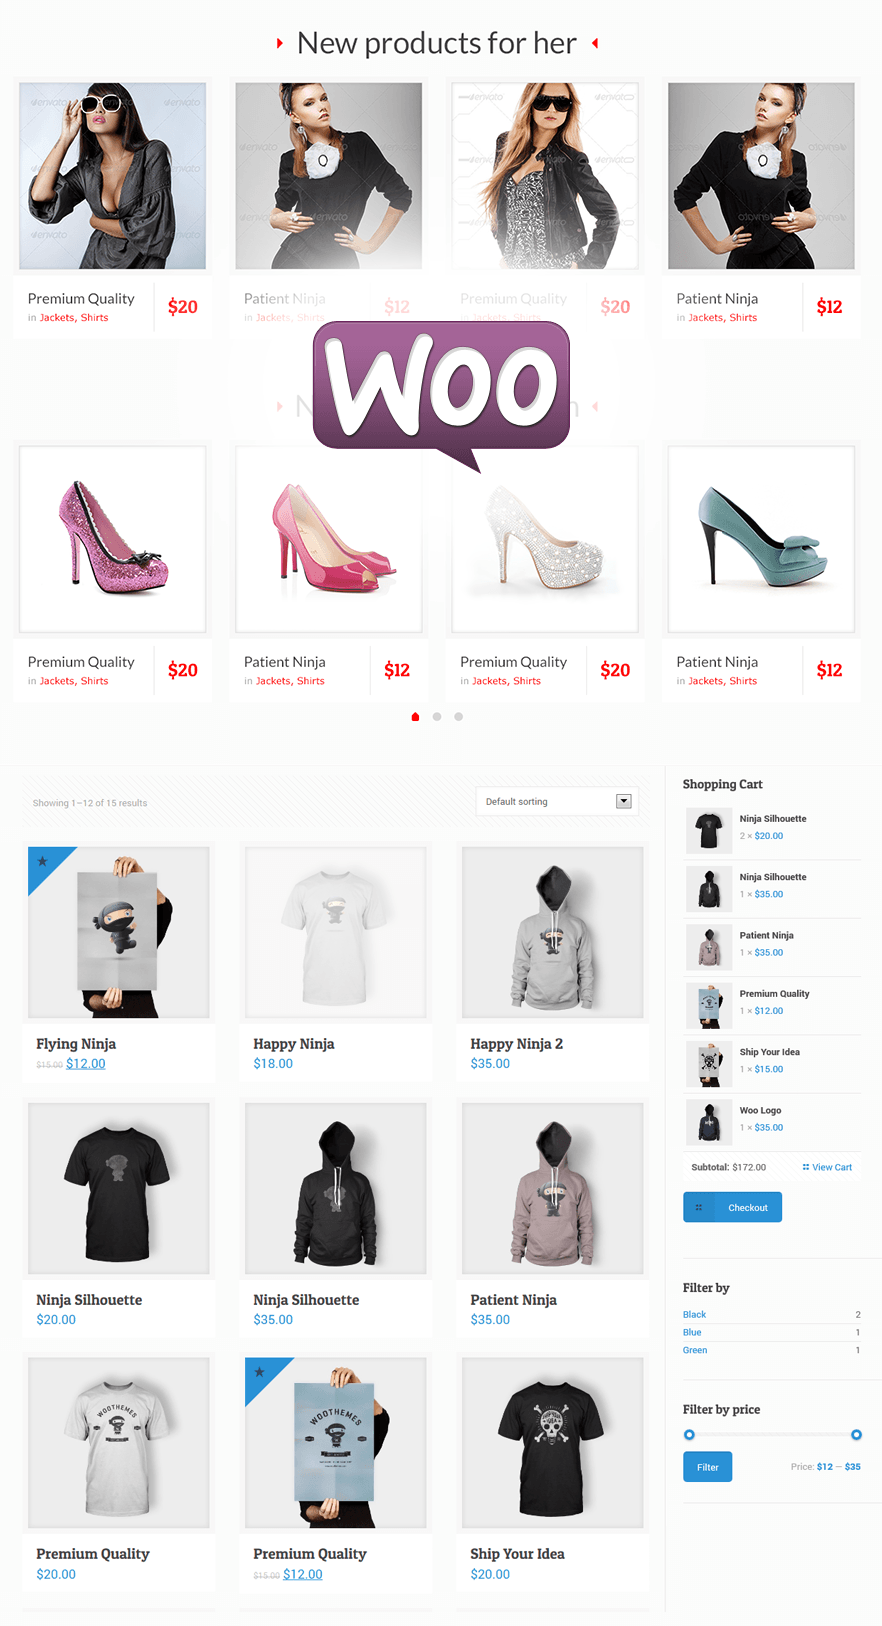 New products for her
Premium Quality
in Jackets, Shirts
$20
Patient Ninja
in Jackets, Shirts
$12
Premium Quality
in Jackets, Shirts
$20
Patient Ninja
in Jackets, Shirts
$12
Woo
Premium Quality
in Jackets, Shirts
$20
Patient Ninja
in Jackets, Shirts
$12
Premium Quality
in Jackets, Shirts
$20
Patient Ninja
in Jackets, Shirts
$12
Showing 1–12 of 15 results
Default sorting
Flying Ninja
$15.00 $12.00
Happy Ninja
$18.00
Happy Ninja 2
$35.00
Ninja Silhouette
$20.00
Ninja Silhouette
$35.00
Patient Ninja
$35.00
WOOTHEMES
Premium Quality
$20.00
WOOTHEMES
Premium Quality
$15.00 $12.00
Ship Your Idea
$20.00
Shopping Cart
Ninja Silhouette
2 × $20.00
Ninja Silhouette
1 × $35.00
Patient Ninja
1 × $35.00
Premium Quality
1 × $12.00
Ship Your Idea
1 × $15.00
Woo Logo
1 × $35.00
Subtotal: $172.00
View Cart
Checkout
Filter by
Black 2
Blue 1
Green 1
Filter by price
Filter
Price: $12 — $35